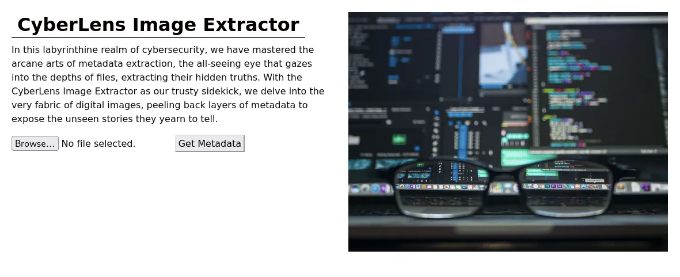 CyberLens Image Extractor
In this labyrinthine realm of cybersecurity, we have mastered the
arcane arts of metadata extraction, the all-seeing eye that gazes
into the depths of files, extracting their hidden truths. With the
CyberLens Image Extractor as our trusty sidekick, we delve into the
very fabric of digital images, peeling back layers of metadata to
expose the unseen stories they yearn to tell.
Browse... No file selected. Get Metadata